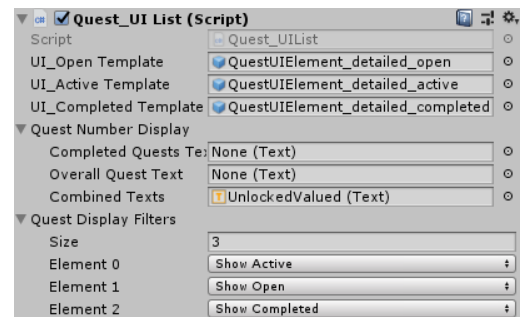 Quest_UI List (Script)
Script Quest_UIList
UI_Open Template QuestUIElement_detailed_open
UI_Active Template QuestUIElement_detailed_active
UI_Completed Template QuestUIElement_detailed_completed
Quest Number Display
Completed Quests Te None (Text)
Overall Quest Text None (Text)
Combined Texts UnlockedValued (Text)
Quest Display Filters
Size 3
Element 0 Show Active
Element 1 Show Open
Element 2 Show Completed